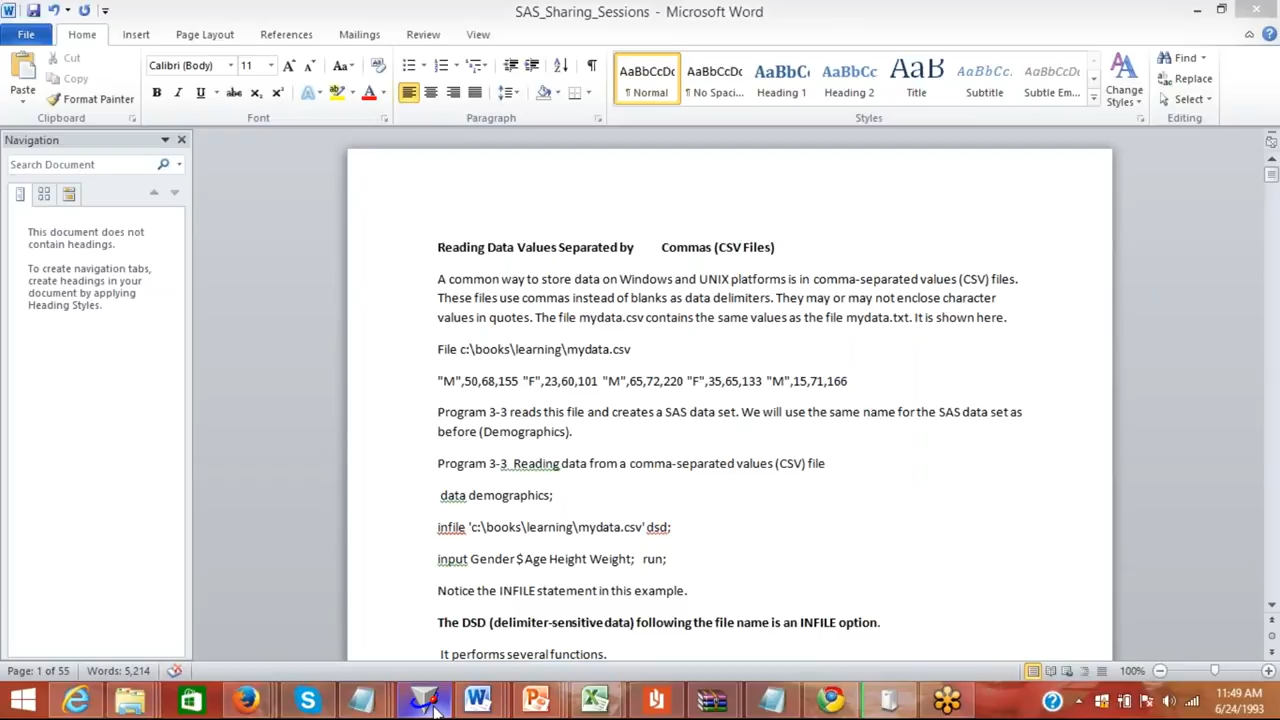 SAS_Sharing_Sessions - Microsoft Word
File Home Insert Page Layout References Mailings Review View
Paste
Cut
Copy
Format Painter
Clipboard
Calibri (Body) 11
Font
Paragraph
AaBbCcDc AaBbCcDc AaBbC AaBbCc AaB AaBbCcDc AaBbCcDc
¶ Normal ¶ No Spaci... Heading 1 Heading 2 Title Subtitle Subtle Em...
Change
Styles
Styles
Find
Replace
Select
Editing
Navigation
Search Document
This document does not
contain headings.
To create navigation tabs,
create headings in your
document by applying
Heading Styles.
Reading Data Values Separated by Commas (CSV Files)
A common way to store data on Windows and UNIX platforms is in comma-separated values (CSV) files.
These files use commas instead of blanks as data delimiters. They may or may not enclose character
values in quotes. The file mydata.csv contains the same values as the file mydata.txt. It is shown here.
File c:\books\learning\mydata.csv
"M",50,68,155 "F",23,60,101 "M",65,72,220 "F",35,65,133 "M",15,71,166
Program 3-3 reads this file and creates a SAS data set. We will use the same name for the SAS data set as
before (Demographics).
Program 3-3 Reading data from a comma-separated values (CSV) file
data demographics;
infile 'c:\books\learning\mydata.csv' dsd;
input Gender $ Age Height Weight; run;
Notice the INFILE statement in this example.
The DSD (delimiter-sensitive data) following the file name is an INFILE option.
It performs several functions.
Page: 1 of 55 Words: 5,214 100%
11:49 AM
6/24/1993